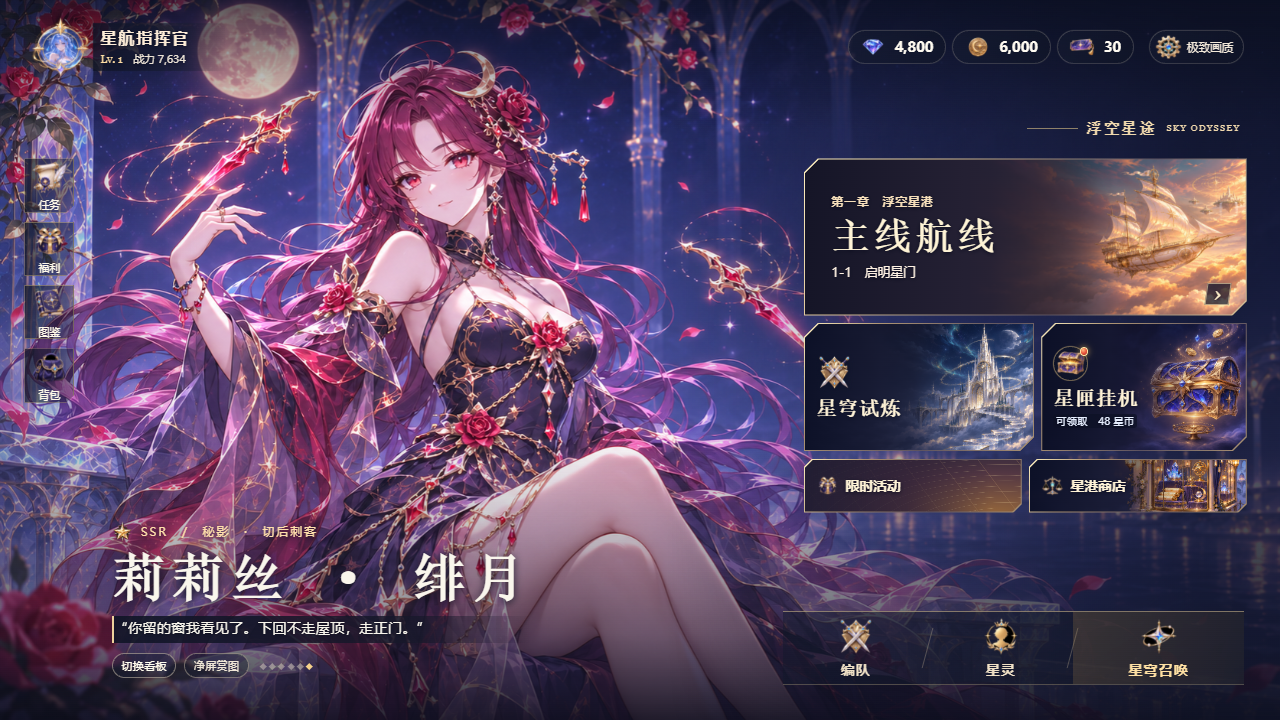 星航指挥官
Lv. 1 战力 7,634
4,800
6,000
30
极致画质
任务
福利
图鉴
背包
浮空星途 SKY ODYSSEY
第一章 浮空星港
主线航线
1-1 启明星门
星穹试炼
星匣挂机
可领取 48 星币
限时活动
星港商店
SSR / 秘影 · 切后刺客
莉莉丝 · 绯月
“你留的窗我看见了。下回不走屋顶，走正门。”
切换看板
净屏赏图
编队
星灵
星穹召唤